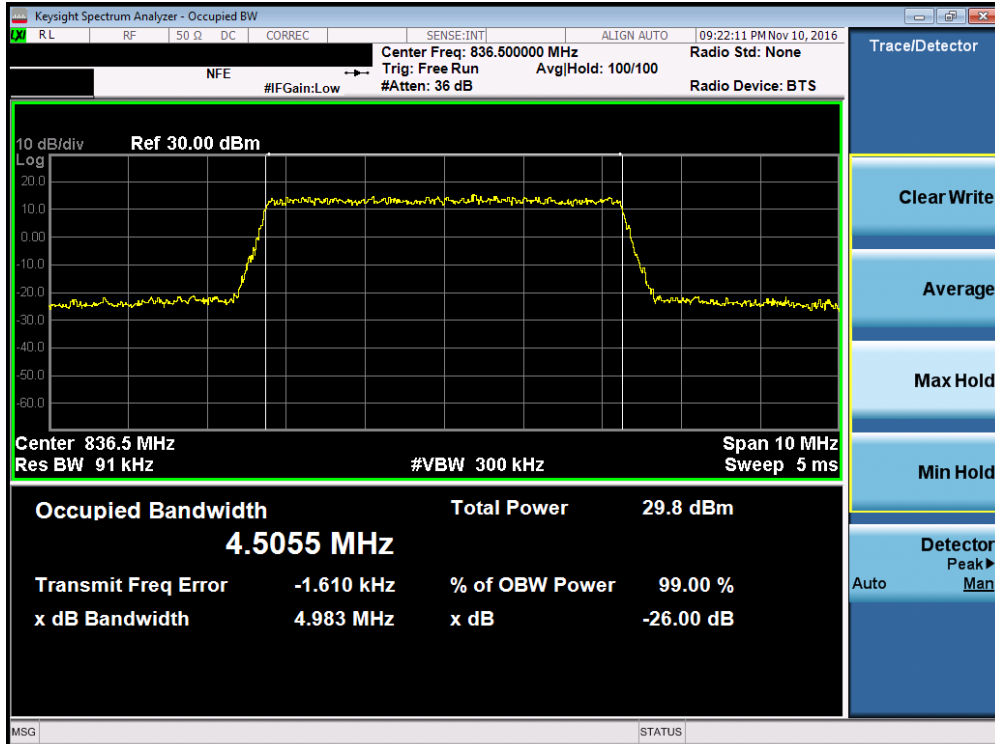 Keysight Spectrum Analyzer - Occupied BW
LXI RL RF 50 Ω DC CORREC SENSE:INT ALIGN AUTO 09:22:11 PM Nov 10, 2016
Center Freq: 836.500000 MHz Radio Std: None
NFE Trig: Free Run Avg|Hold: 100/100
#IFGain:Low #Atten: 36 dB Radio Device: BTS
10 dB/div Ref 30.00 dBm
Log
20.0
10.0
0.00
-10.0
-20.0
-30.0
-40.0
-50.0
-60.0
Center 836.5 MHz Span 10 MHz
Res BW 91 kHz #VBW 300 kHz Sweep 5 ms
Occupied Bandwidth Total Power 29.8 dBm
4.5055 MHz
Transmit Freq Error -1.610 kHz % of OBW Power 99.00 %
x dB Bandwidth 4.983 MHz x dB -26.00 dB
MSG STATUS
Trace/Detector
Clear Write
Average
Max Hold
Min Hold
Detector
Peak▶
Auto Man